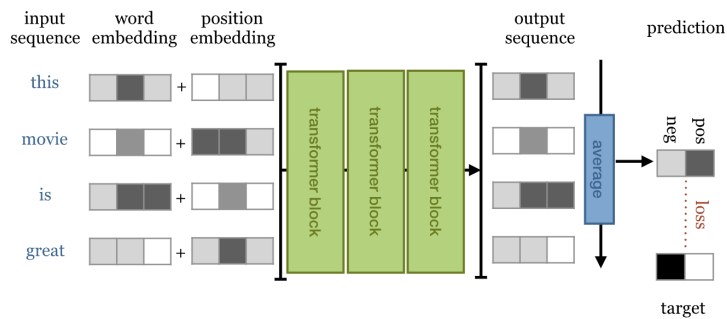 input
sequence
word
embedding
position
embedding
output
sequence
prediction
this
+
movie
+
is
+
great
+
transformer block
transformer block
transformer block
average
neg
pos
loss
target